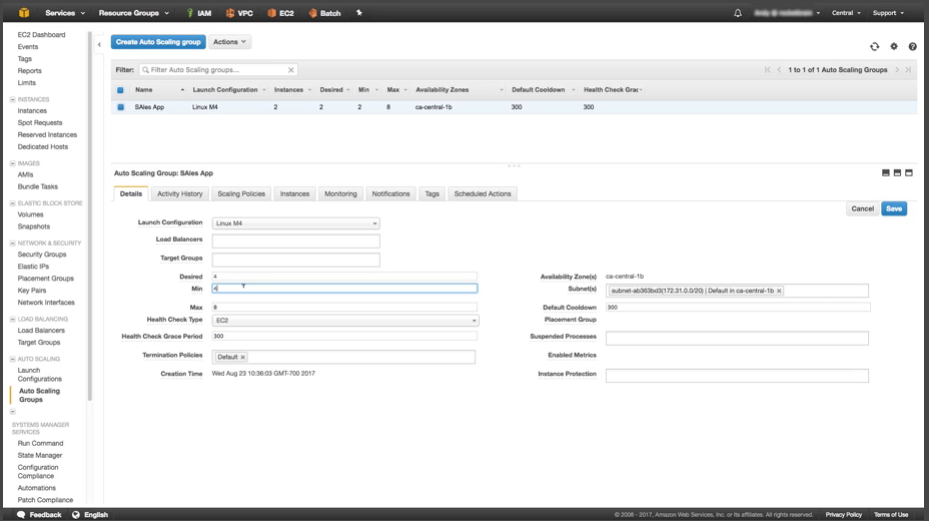 Services Resource Groups IAM VPC EC2 Batch Central Support
EC2 Dashboard
Events
Tags
Reports
Limits
INSTANCES
Instances
Spot Requests
Reserved Instances
Dedicated Hosts
IMAGES
AMIs
Bundle Tasks
ELASTIC BLOCK STORE
Volumes
Snapshots
NETWORK & SECURITY
Security Groups
Elastic IPs
Placement Groups
Key Pairs
Network Interfaces
LOAD BALANCING
Load Balancers
Target Groups
AUTO SCALING
Launch
Configurations
Auto Scaling
Groups
SYSTEMS MANAGER
SERVICES
Run Command
State Manager
Configuration
Compliance
Automations
Patch Compliance
Create Auto Scaling group Actions
Filter: Filter Auto Scaling groups... 1 to 1 of 1 Auto Scaling Groups
Name Launch Configuration Instances Desired Min Max Availability Zones Default Cooldown Health Check Grac
SAles App Linux M4 2 2 2 8 ca-central-1b 300 300
Auto Scaling Group: SAles App
Details Activity History Scaling Policies Instances Monitoring Notifications Tags Scheduled Actions
Cancel Save
Launch Configuration Linux M4
Load Balancers
Target Groups
Desired 4
Min 4
Max 8
Health Check Type EC2
Health Check Grace Period 300
Termination Policies Default ×
Creation Time Wed Aug 23 10:36:03 GMT-700 2017
Availability Zone(s) ca-central-1b
Subnet(s) subnet-ab363bd3(172.31.0.0/20) | Default in ca-central-1b ×
Default Cooldown 300
Placement Group
Suspended Processes
Enabled Metrics
Instance Protection
Feedback English © 2008 - 2017, Amazon Web Services, Inc. or its affiliates. All rights reserved. Privacy Policy Terms of Use